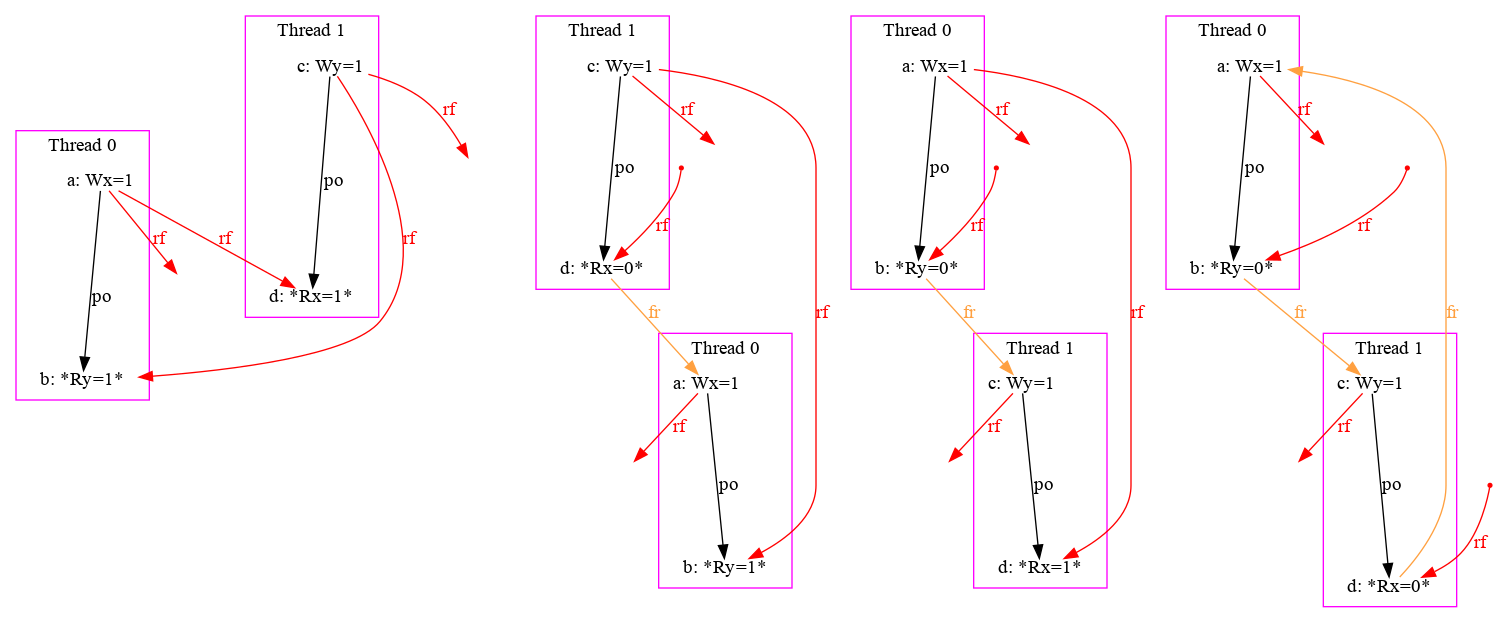 Thread 1
c: Wy=1
rf
Thread 0
a: Wx=1
po
rf
rf
rf
po
d: *Rx=1*
b: *Ry=1*
Thread 1
c: Wy=1
rf
po
rf
d: *Rx=0*
fr
rf
Thread 0
a: Wx=1
rf
po
b: *Ry=1*
Thread 0
a: Wx=1
rf
po
rf
b: *Ry=0*
fr
rf
Thread 1
c: Wy=1
rf
po
d: *Rx=1*
Thread 0
a: Wx=1
rf
po
rf
b: *Ry=0*
fr
fr
Thread 1
c: Wy=1
rf
po
rf
d: *Rx=0*